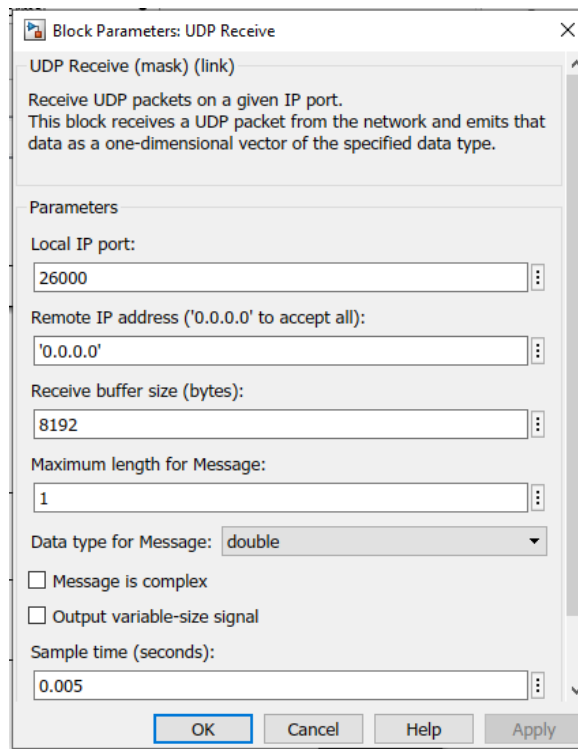 Block Parameters: UDP Receive
UDP Receive (mask) (link)
Receive UDP packets on a given IP port.
This block receives a UDP packet from the network and emits that
data as a one-dimensional vector of the specified data type.
Parameters
Local IP port:
26000
Remote IP address ('0.0.0.0' to accept all):
'0.0.0.0'
Receive buffer size (bytes):
8192
Maximum length for Message:
1
Data type for Message: double
Message is complex
Output variable-size signal
Sample time (seconds):
0.005
OK Cancel Help Apply